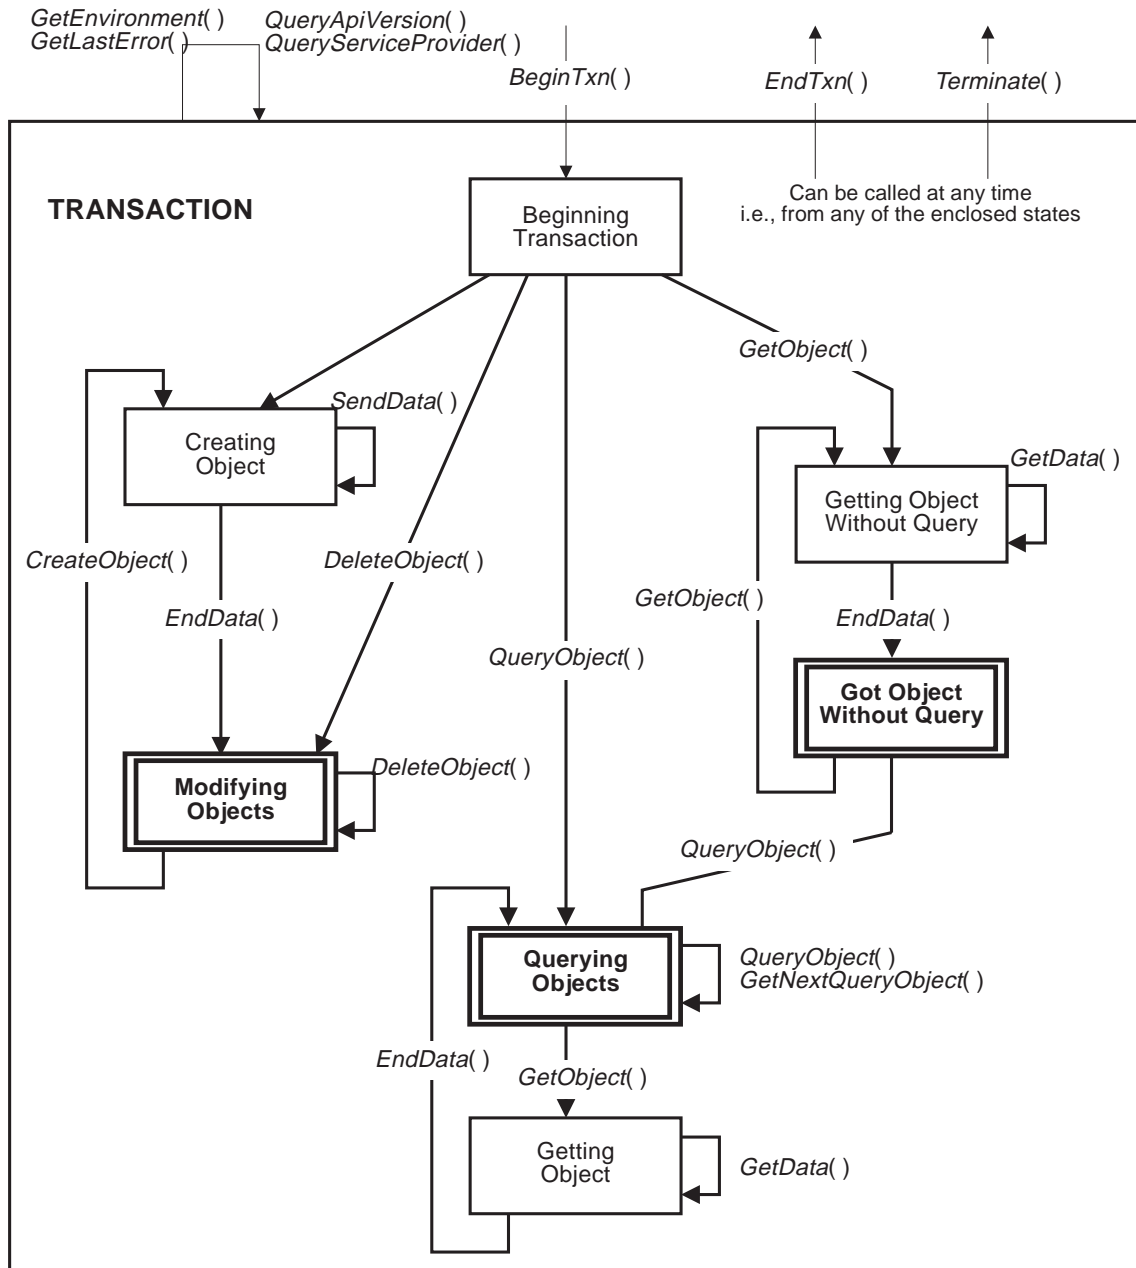 GetEnvironment( )
GetLastError( )
QueryApiVersion( )
QueryServiceProvider( )
BeginTxn( )
EndTxn( )
Terminate( )
TRANSACTION
Beginning
Transaction
Can be called at any time
i.e., from any of the enclosed states
GetObject( )
SendData( )
Creating
Object
GetData( )
Getting Object
Without Query
CreateObject( )
DeleteObject( )
GetObject( )
EndData( )
EndData( )
QueryObject( )
Got Object
Without Query
Modifying
Objects
DeleteObject( )
QueryObject( )
Querying
Objects
QueryObject( )
GetNextQueryObject( )
EndData( )
GetObject( )
Getting
Object
GetData( )